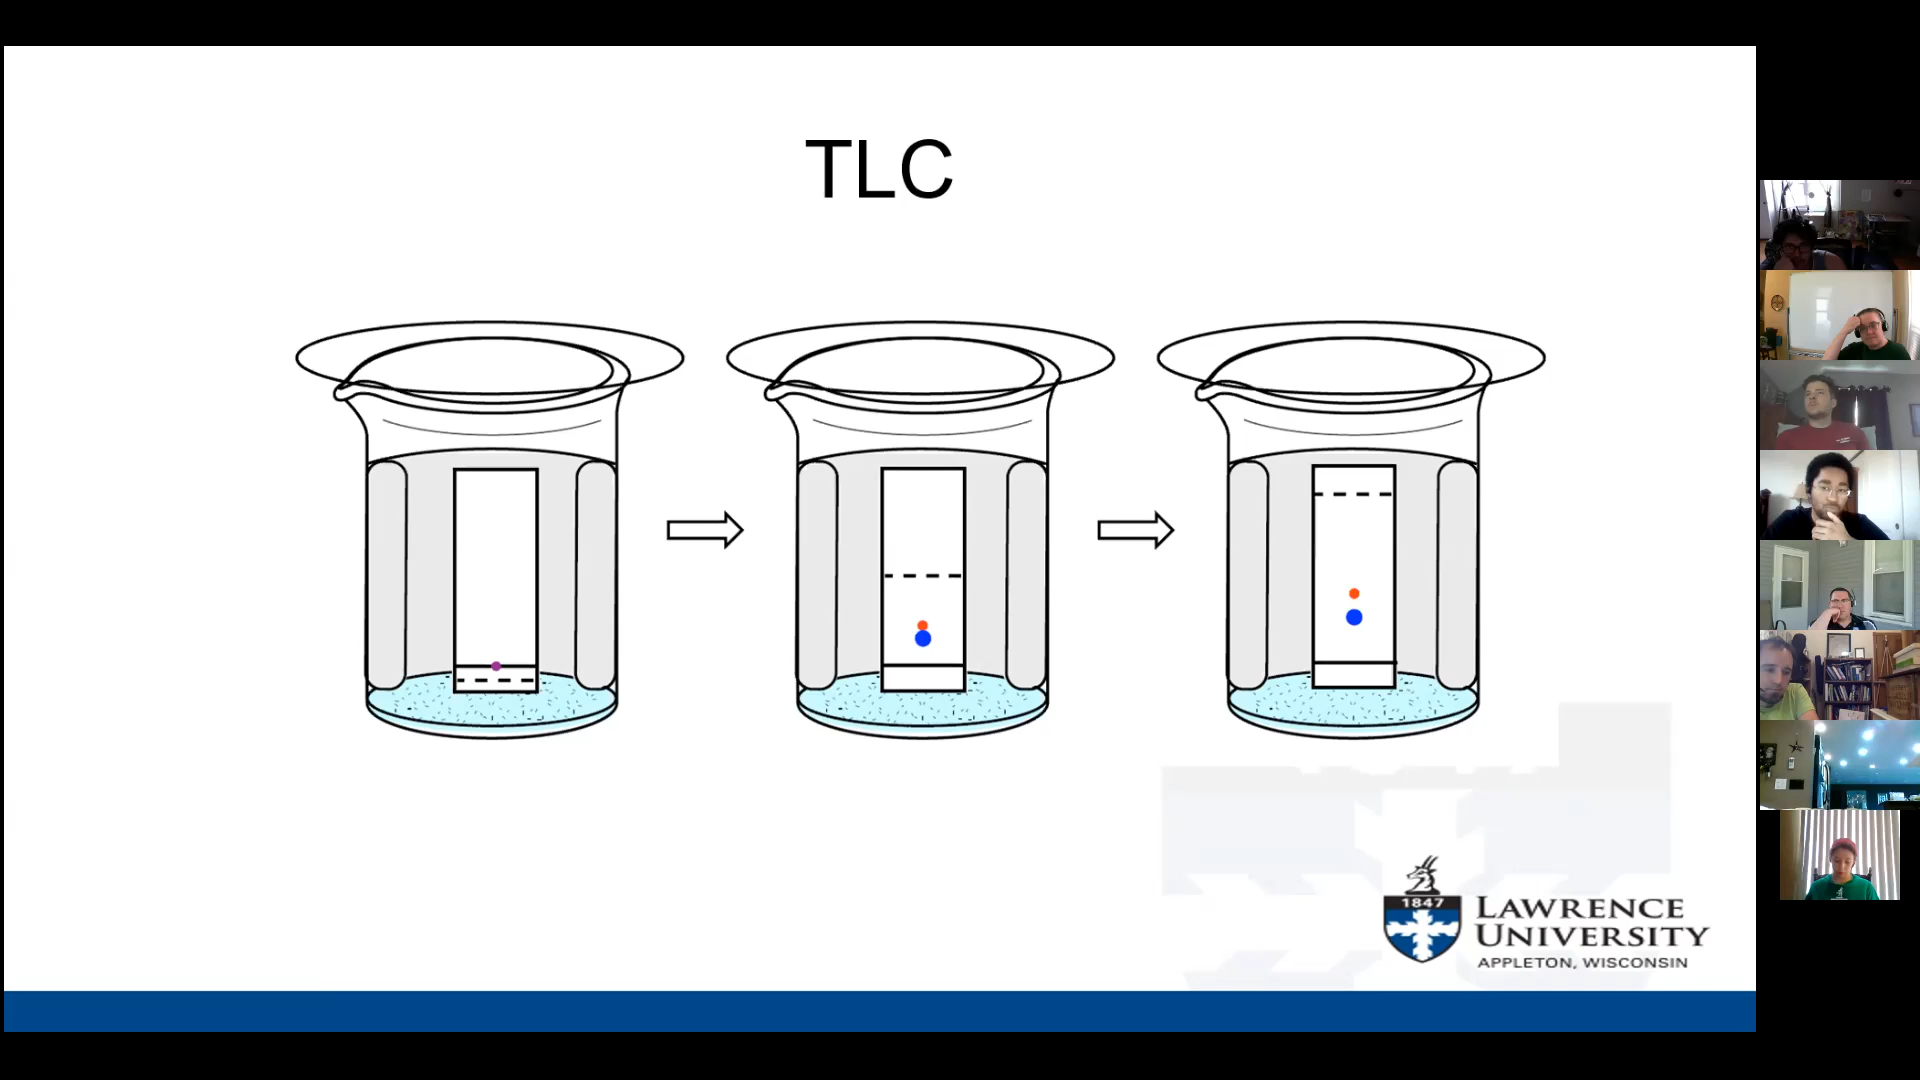 TLC
1847
LAWRENCE
UNIVERSITY
APPLETON, WISCONSIN